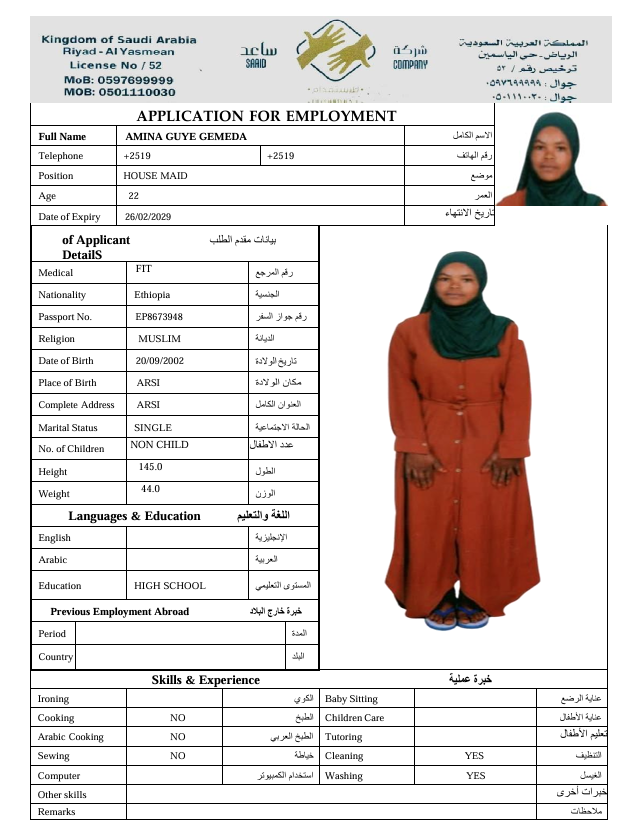 Kingdom of Saudi Arabia
Riyad - Al Yasmean
License No / 52
MoB: 0597699999
MOB: 0501110030
ساعد
SAAID
شركة
COMPANY
المملكة العربية السعودية
الرياض-حي الياسمين
ترخيص رقم / ٥٢
جوال : ٠٥٩٧٦٩٩٩٩٩
جوال : ٠٥٠١١١٠٠٣٠
APPLICATION FOR EMPLOYMENT
Full Name AMINA GUYE GEMEDA الاسم الكامل
Telephone +2519 +2519 رقم الهاتف
Position HOUSE MAID موضع
Age 22 العمر
Date of Expiry 26/02/2029 تاريخ الانتهاء
of Applicant بيانات مقدم الطلب
DetailS
Medical FIT رقم المرجع
Nationality Ethiopia الجنسية
Passport No. EP8673948 رقم جواز السفر
Religion MUSLIM الديانة
Date of Birth 20/09/2002 تاريخ الولادة
Place of Birth ARSI مكان الولادة
Complete Address ARSI العنوان الكامل
Marital Status SINGLE الحالة الاجتماعية
No. of Children NON CHILD عدد الاطفال
Height 145.0 الطول
Weight 44.0 الوزن
Languages & Education اللغة والتعليم
English الإنجليزية
Arabic العربية
Education HIGH SCHOOL المستوى التعليمي
Previous Employment Abroad خبرة خارج البلاد
Period المدة
Country البلد
Skills & Experience خبرة عملية
Ironing الكوي Baby Sitting عناية الرضع
Cooking NO الطبخ Children Care عناية الأطفال
Arabic Cooking NO الطبخ العربي Tutoring تعليم الأطفال
Sewing NO خياطة Cleaning YES التنظيف
Computer استخدام الكمبيوتر Washing YES الغيسل
Other skills خبرات أخرى
Remarks ملاحظات